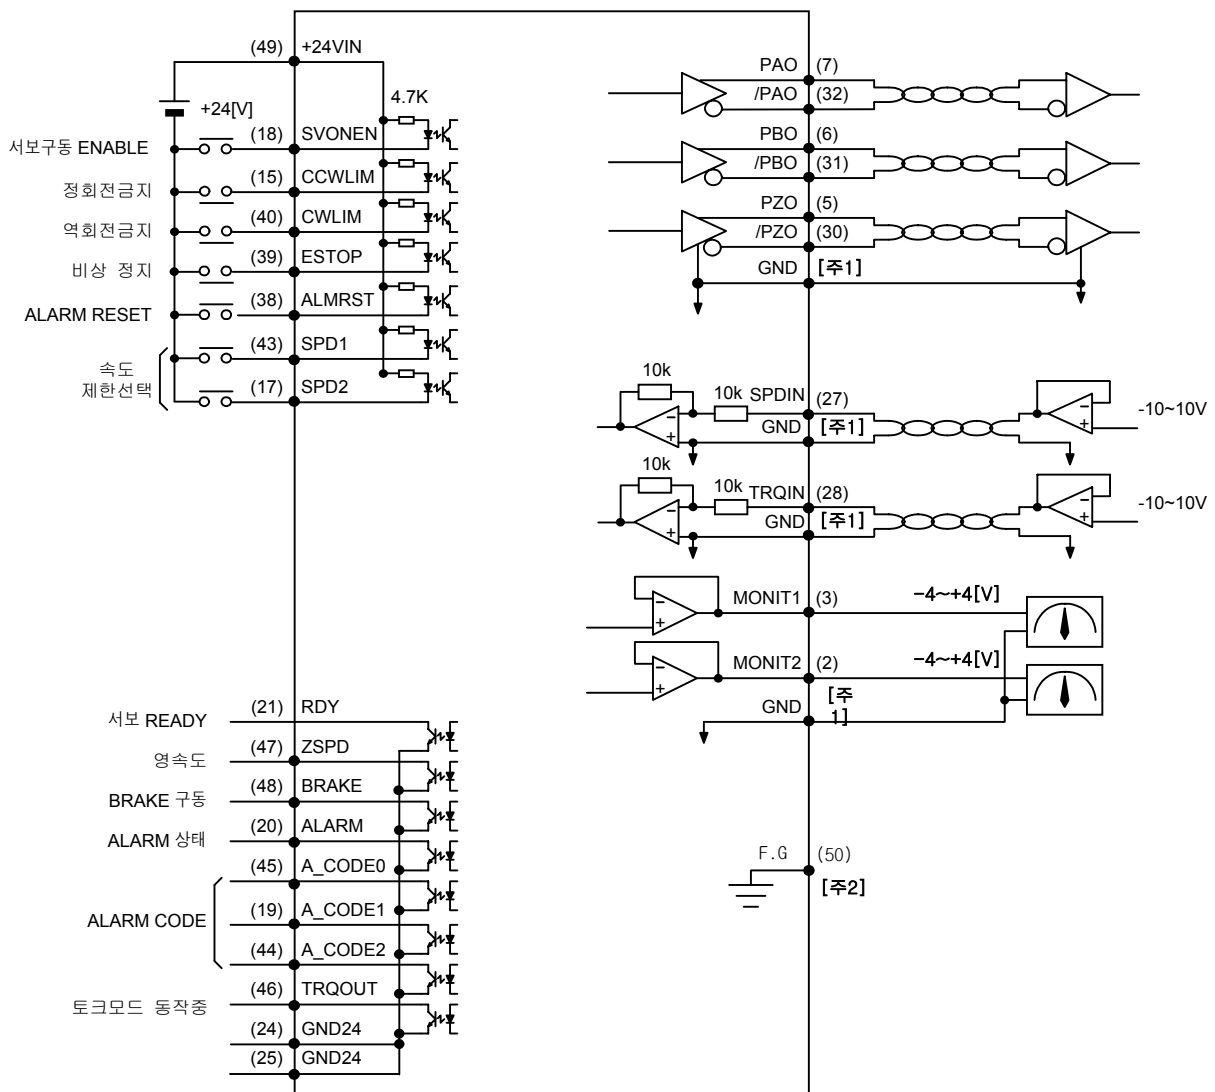 (49) +24VIN
+24[V]
4.7K
서보구동 ENABLE (18) SVONEN
정회전금지 (15) CCWLIM
역회전금지 (40) CWLIM
비상 정지 (39) ESTOP
ALARM RESET (38) ALMRST
속도
제한선택
(43) SPD1
(17) SPD2
서보 READY (21) RDY
영속도 (47) ZSPD
BRAKE 구동 (48) BRAKE
ALARM 상태 (20) ALARM
ALARM CODE
(45) A_CODE0
(19) A_CODE1
(44) A_CODE2
토크모드 동작중 (46) TRQOUT
(24) GND24
(25) GND24
PAO (7)
/PAO (32)
PBO (6)
/PBO (31)
PZO (5)
/PZO (30)
GND [주1]
10k
10k SPDIN (27)
GND [주1]
-10~10V
10k
10k TRQIN (28)
GND [주1]
-10~10V
MONIT1 (3) -4~+4[V]
MONIT2 (2) -4~+4[V]
GND [주
1]
F.G (50)
[주2]